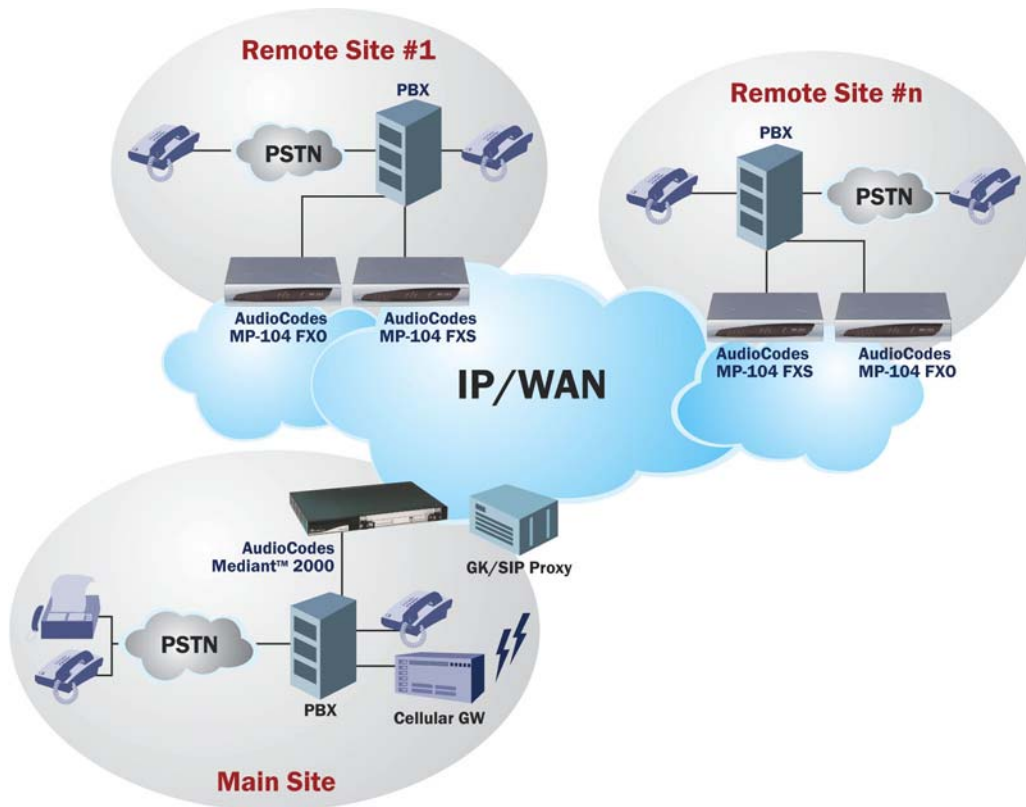 Remote Site #1
PBX
PSTN
AudioCodes
MP-104 FXO
AudioCodes
MP-104 FXS
Remote Site #n
PBX
PSTN
AudioCodes
MP-104 FXS
AudioCodes
MP-104 FXO
IP/WAN
AudioCodes
Mediant™ 2000
GK/SIP Proxy
PSTN
PBX
Cellular GW
Main Site